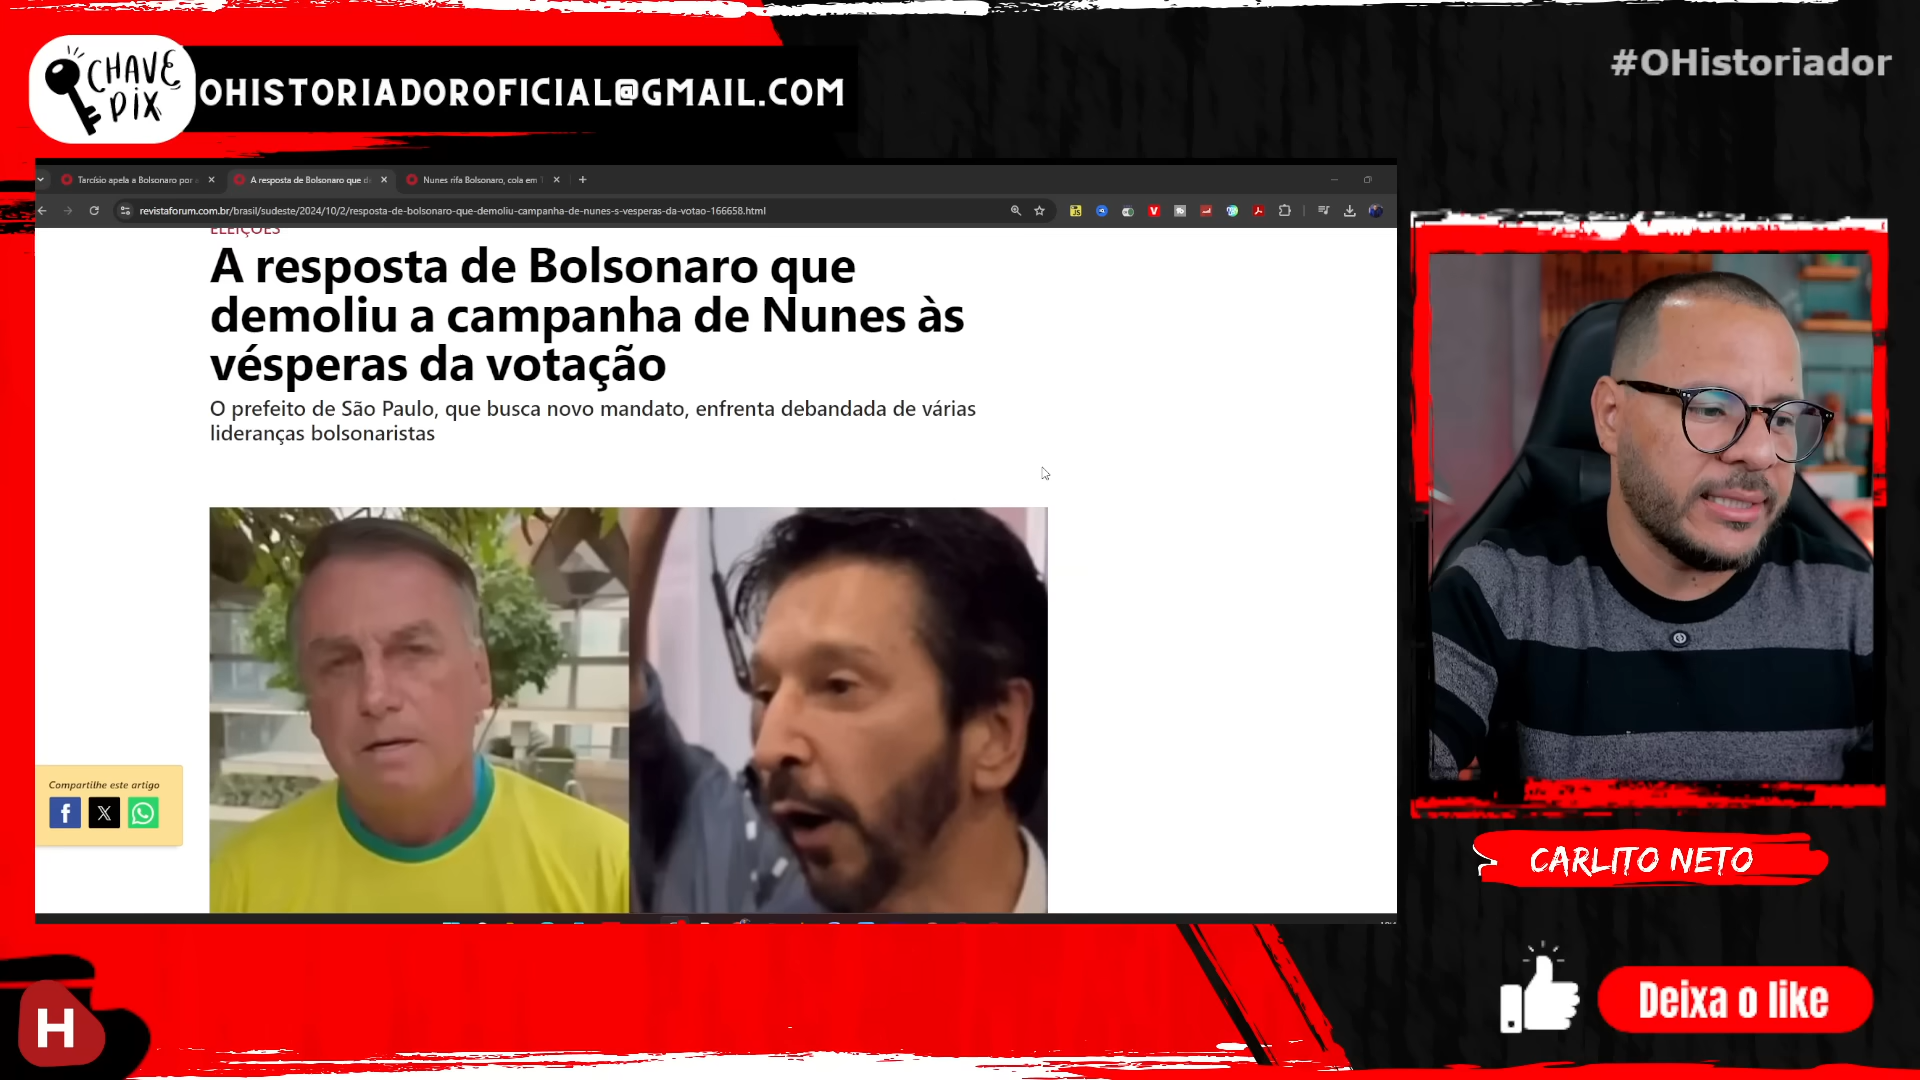 CHAVE
PIX
OHISTORIADOROFICIAL@GMAIL.COM
#OHistoriador
Tarcísio apela a Bolsonaro por
A resposta de Bolsonaro que d
Nunes rifa Bolsonaro, cola em
revistaforum.com.br/brasil/sudeste/2024/10/2/resposta-de-bolsonaro-que-demoliu-campanha-de-nunes-s-vesperas-da-votao-166658.html
ELEIÇÕES
A resposta de Bolsonaro que
demoliu a campanha de Nunes às
vésperas da votação
O prefeito de São Paulo, que busca novo mandato, enfrenta debandada de várias
lideranças bolsonaristas
Compartilhe este artigo
CARLITO NETO
Deixa o like
H